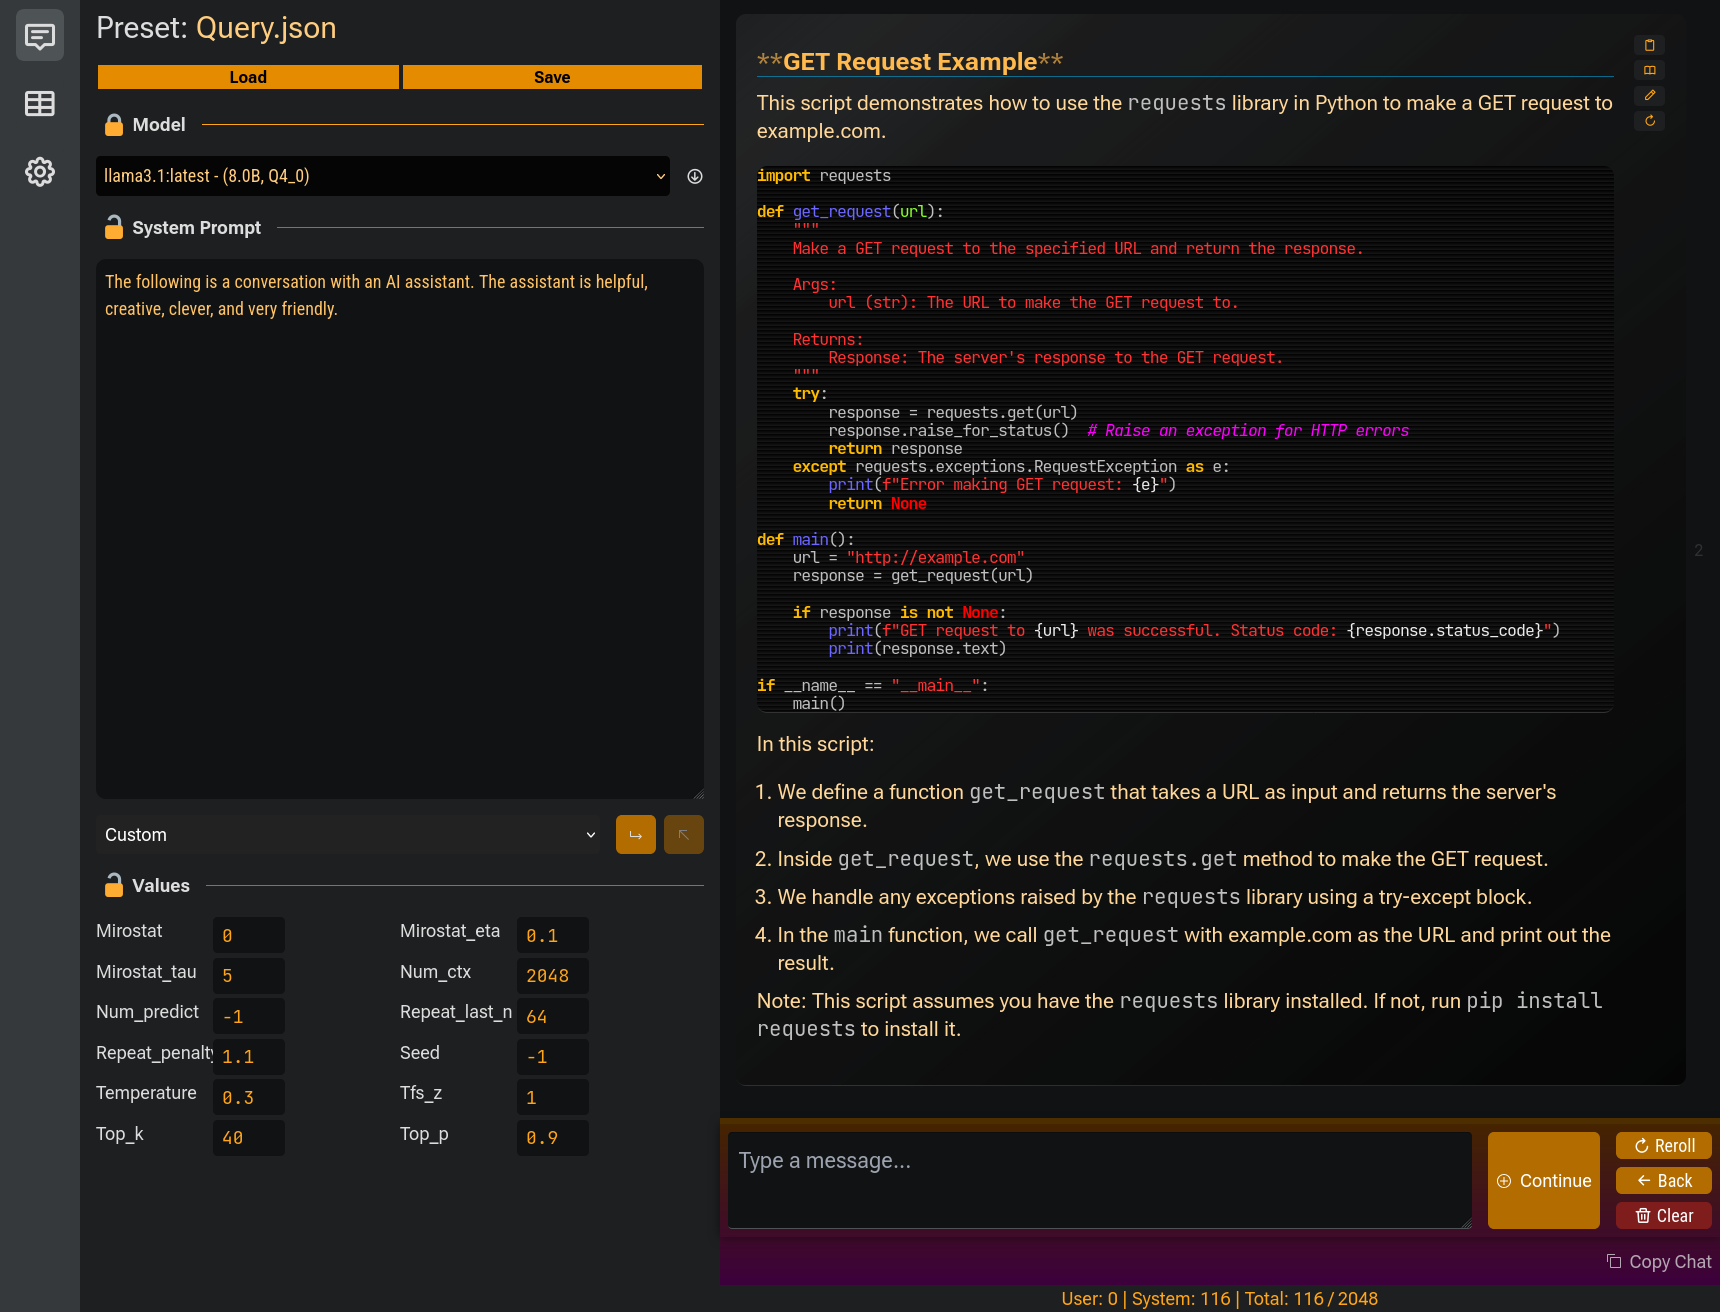 Preset: Query.json
Load
Save
Model
llama3.1:latest - (8.0B, Q4_0)
System Prompt
The following is a conversation with an AI assistant. The assistant is helpful,
creative, clever, and very friendly.
Custom
Values
Mirostat 0
Mirostat_eta 0.1
Mirostat_tau 5
Num_ctx 2048
Num_predict -1
Repeat_last_n 64
Repeat_penalty 1.1
Seed -1
Temperature 0.3
Tfs_z 1
Top_k 40
Top_p 0.9
**GET Request Example**
This script demonstrates how to use the requests library in Python to make a GET request to
example.com.
import requests
def get_request(url):
    """
    Make a GET request to the specified URL and return the response.
    Args:
        url (str): The URL to make the GET request to.
    Returns:
        Response: The server's response to the GET request.
    """
    try:
        response = requests.get(url)
        response.raise_for_status()  # Raise an exception for HTTP errors
        return response
    except requests.exceptions.RequestException as e:
        print(f"Error making GET request: {e}")
        return None
def main():
    url = "http://example.com"
    response = get_request(url)
    if response is not None:
        print(f"GET request to {url} was successful. Status code: {response.status_code}")
        print(response.text)
if __name__ == "__main__":
    main()
2
In this script:
1. We define a function get_request that takes a URL as input and returns the server's
response.
2. Inside get_request, we use the requests.get method to make the GET request.
3. We handle any exceptions raised by the requests library using a try-except block.
4. In the main function, we call get_request with example.com as the URL and print out the
result.
Note: This script assumes you have the requests library installed. If not, run pip install
requests to install it.
Type a message...
Continue
Reroll
Back
Clear
Copy Chat
User: 0 | System: 116 | Total: 116 / 2048